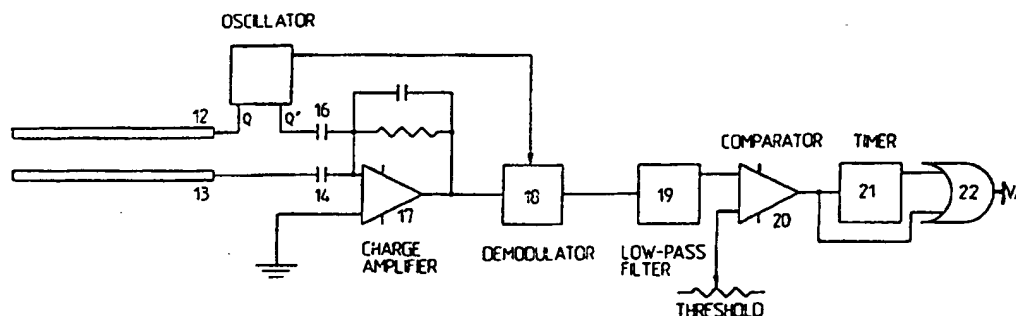 OSCILLATOR
12
Q
Q'
16
13
14
17
CHARGE
AMPLIFIER
18
DEMODULATOR
19
LOW-PASS
FILTER
COMPARATOR
20
THRESHOLD
TIMER
21
22